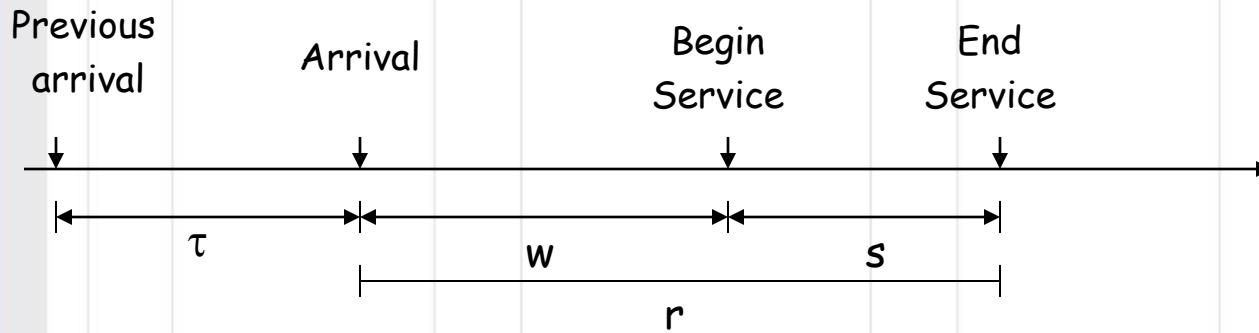 Previous
arrival
Arrival
Begin
Service
End
Service
τ
w
s
r